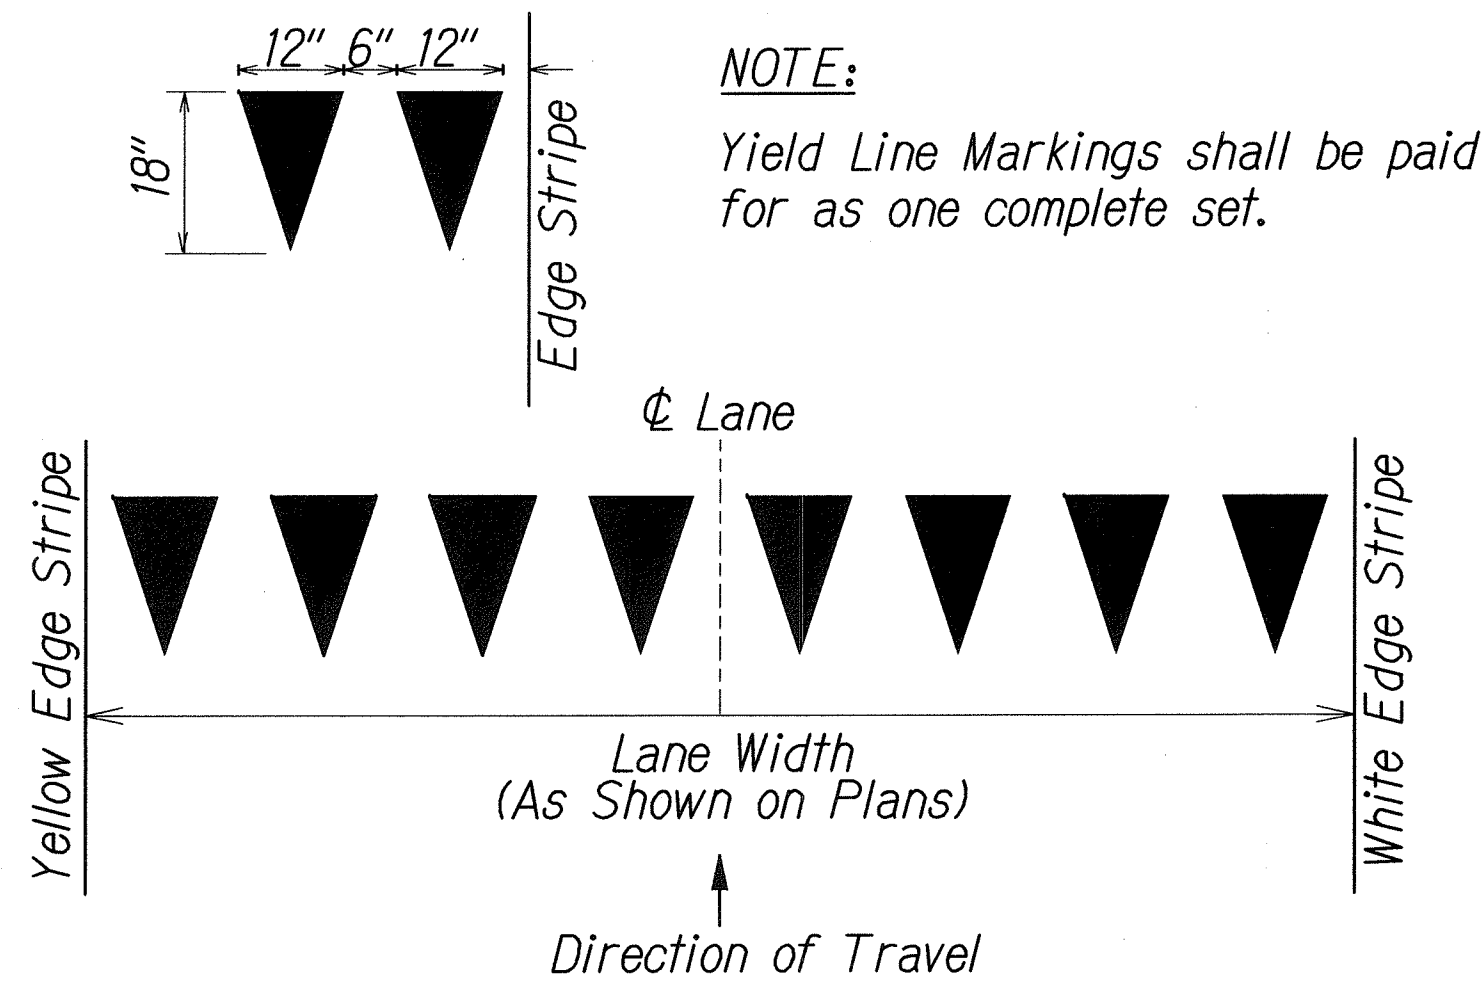 12" 6" 12"
18"
Edge Stripe
NOTE:
Yield Line Markings shall be paid
for as one complete set.
℄ Lane
Yellow Edge Stripe
White Edge Stripe
Lane Width
(As Shown on Plans)
Direction of Travel